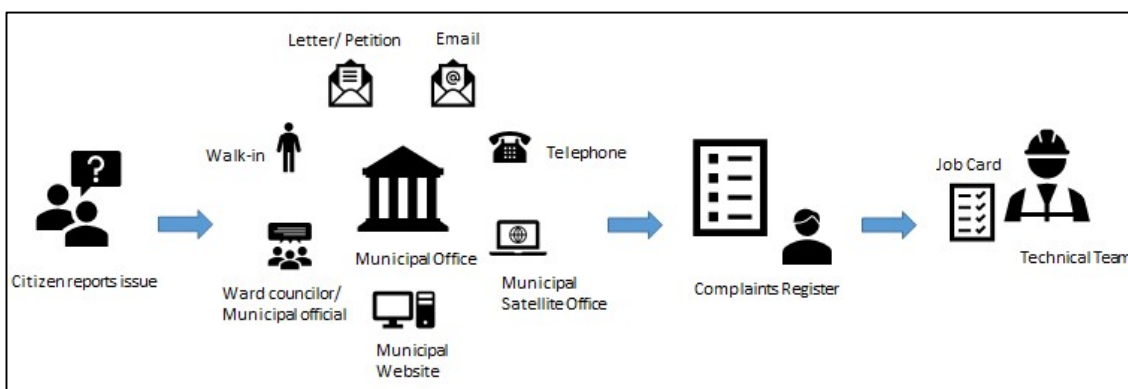 Letter/ Petition
Email
Walk-in
Telephone
Job Card
Citizen reports issue
Municipal Office
Ward councilor/
Municipal official
Municipal
Satellite Office
Municipal
Website
Complaints Register
Technical Team